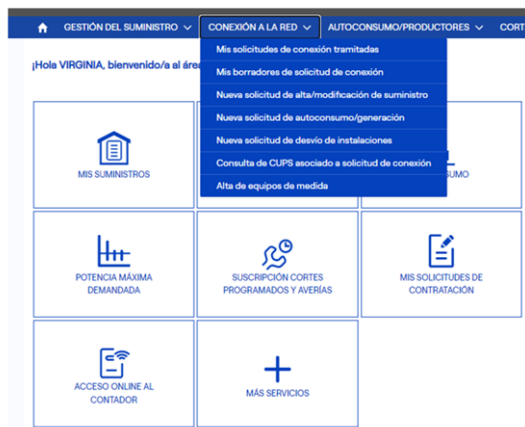 GESTIÓN DEL SUMINISTRO
CONEXIÓN A LA RED
AUTOCONSUMO/PRODUCTORES
CORT
¡Hola VIRGINIA, bienvenido/a al áre
Mis solicitudes de conexión tramitadas
Mis borradores de solicitud de conexión
Nueva solicitud de alta/modificación de suministro
Nueva solicitud de autoconsumo/generación
Nueva solicitud de desvío de instalaciones
Consulta de CUPS asociado a solicitud de conexión
Alta de equipos de medida
MIS SUMINISTROS
SUMO
POTENCIA MÁXIMA
DEMANDADA
SUSCRIPCIÓN CORTES
PROGRAMADOS Y AVERÍAS
MIS SOLICITUDES DE
CONTRATACIÓN
ACCESO ONLINE AL
CONTADOR
MÁS SERVICIOS